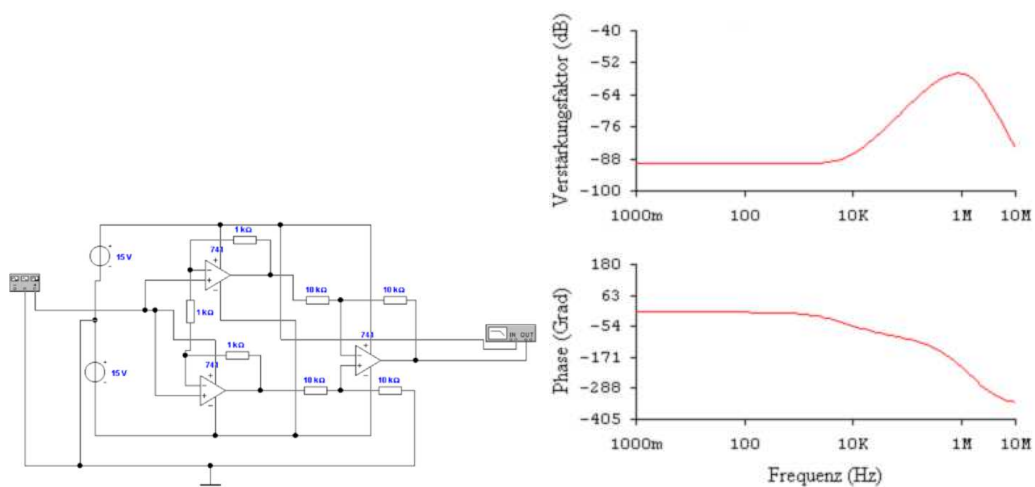 1 kΩ
741
15 V
1 kΩ
10 kΩ
10 kΩ
IN OUT
741
1 kΩ
741
15 V
10 kΩ
10 kΩ
Verstärkungsfaktor (dB)
-40
-52
-64
-76
-88
-100
1000m
100
10K
1M
10M
Phase (Grad)
180
63
-54
-171
-288
-405
1000m
100
10K
1M
10M
Frequenz (Hz)